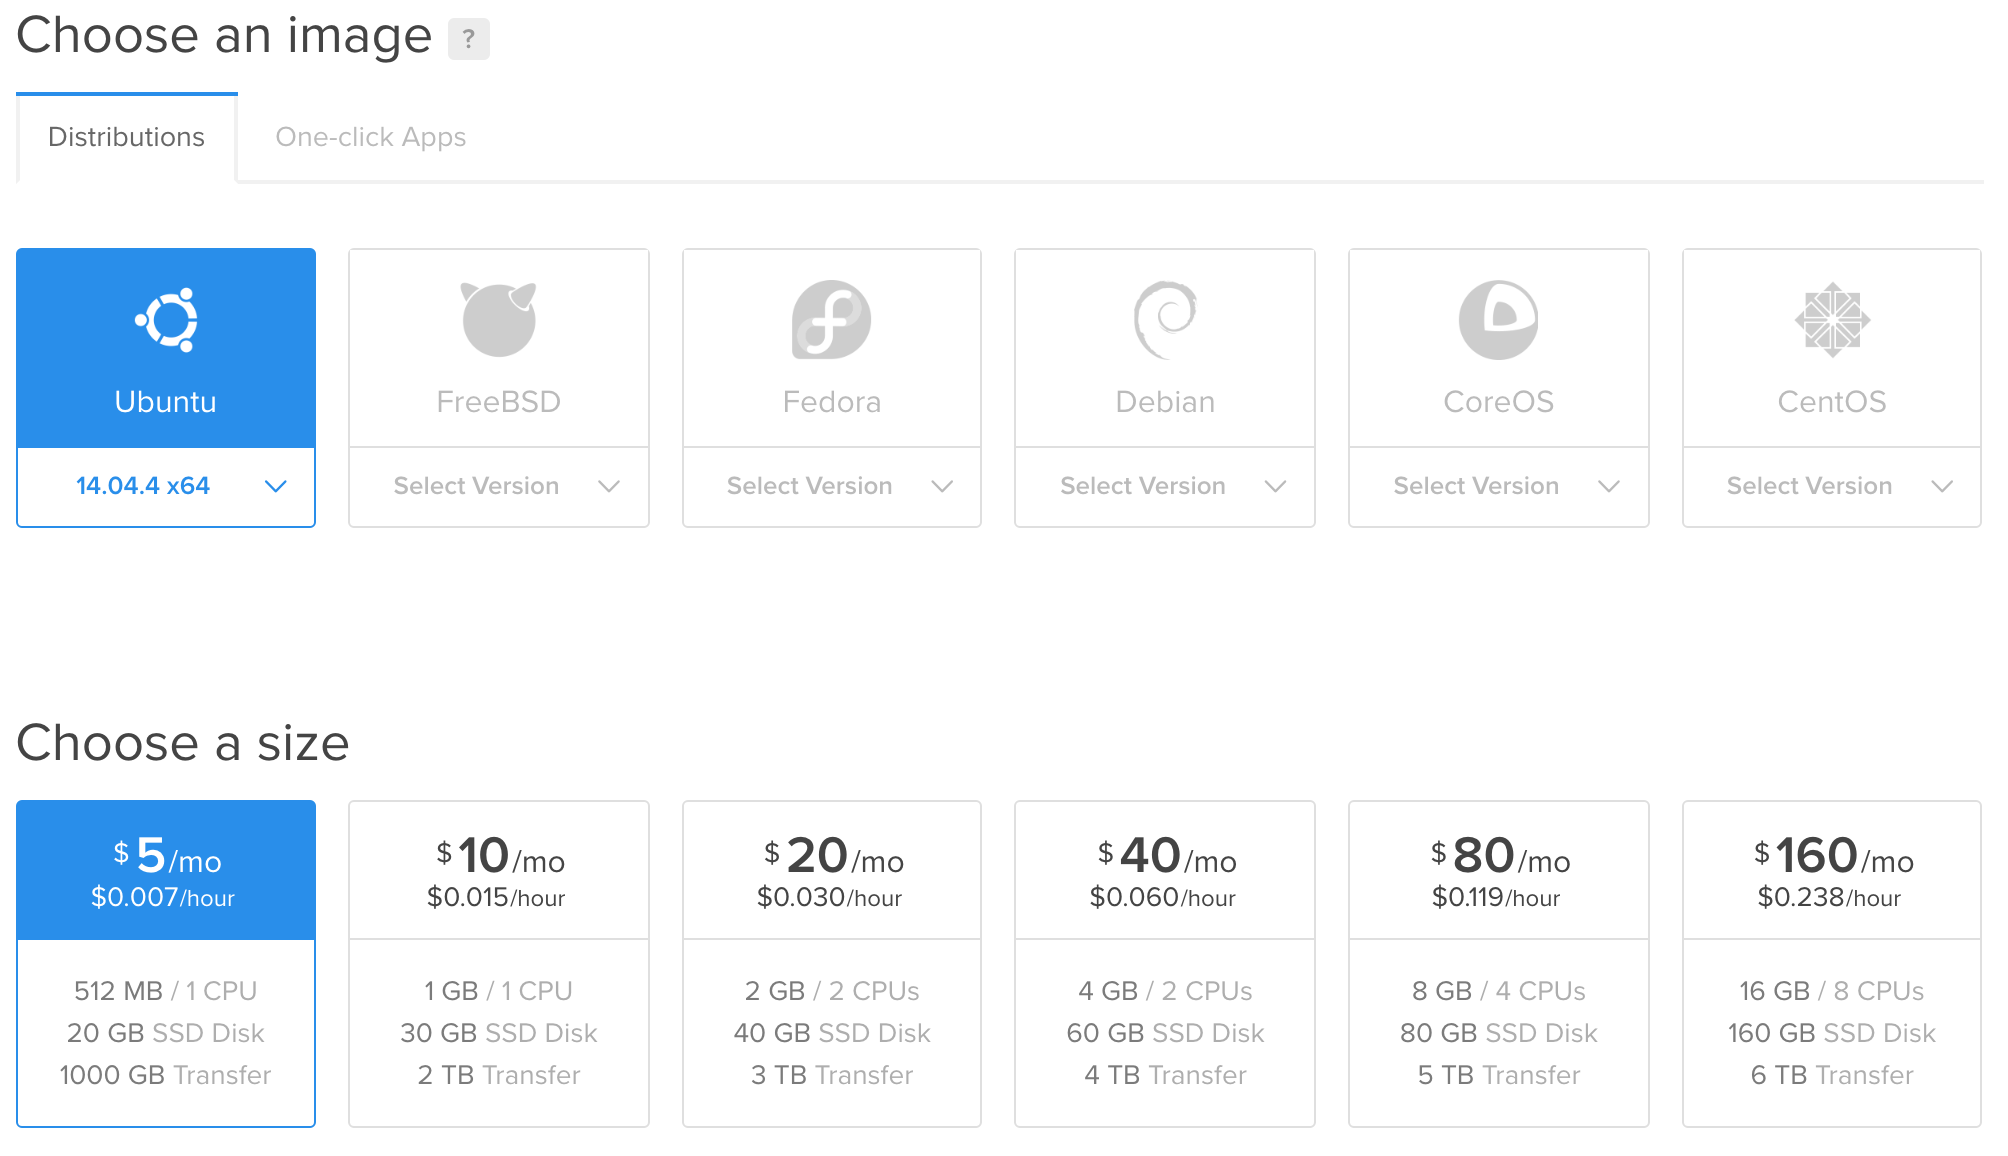 Choose an image ?
Distributions One-click Apps
Ubuntu FreeBSD Fedora Debian CoreOS CentOS
14.04.4 x64 Select Version Select Version Select Version Select Version Select Version
Choose a size
$5/mo $10/mo $20/mo $40/mo $80/mo $160/mo
$0.007/hour $0.015/hour $0.030/hour $0.060/hour $0.119/hour $0.238/hour
512 MB / 1 CPU 1 GB / 1 CPU 2 GB / 2 CPUs 4 GB / 2 CPUs 8 GB / 4 CPUs 16 GB / 8 CPUs
20 GB SSD Disk 30 GB SSD Disk 40 GB SSD Disk 60 GB SSD Disk 80 GB SSD Disk 160 GB SSD Disk
1000 GB Transfer 2 TB Transfer 3 TB Transfer 4 TB Transfer 5 TB Transfer 6 TB Transfer